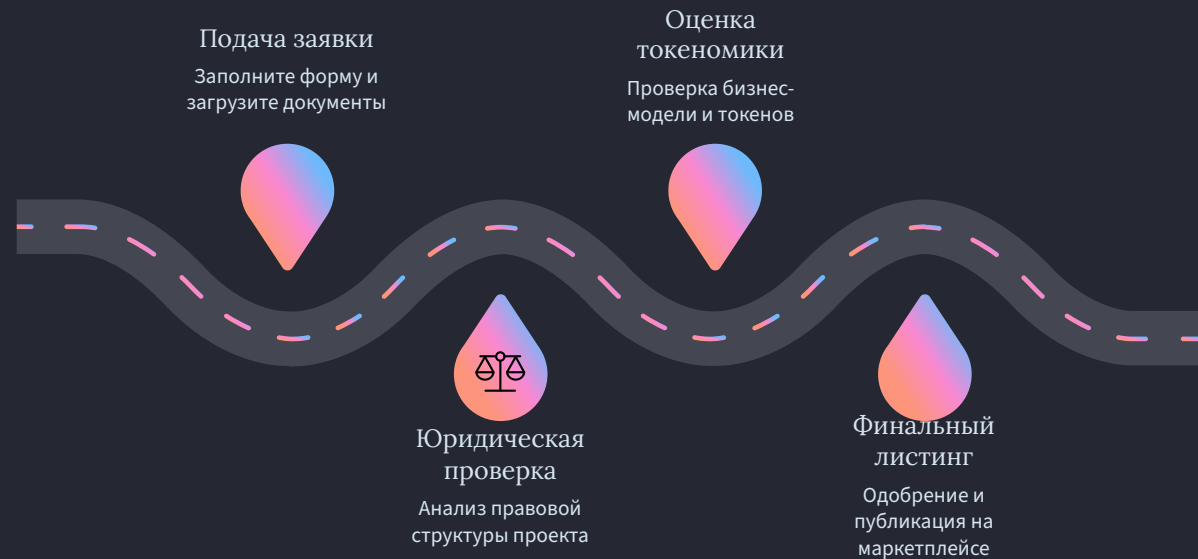 Подача заявки
Заполните форму и
загрузите документы
Юридическая
проверка
Анализ правовой
структуры проекта
Оценка
токеномики
Проверка бизнес-
модели и токенов
Финальный
листинг
Одобрение и
публикация на
маркетплейсе